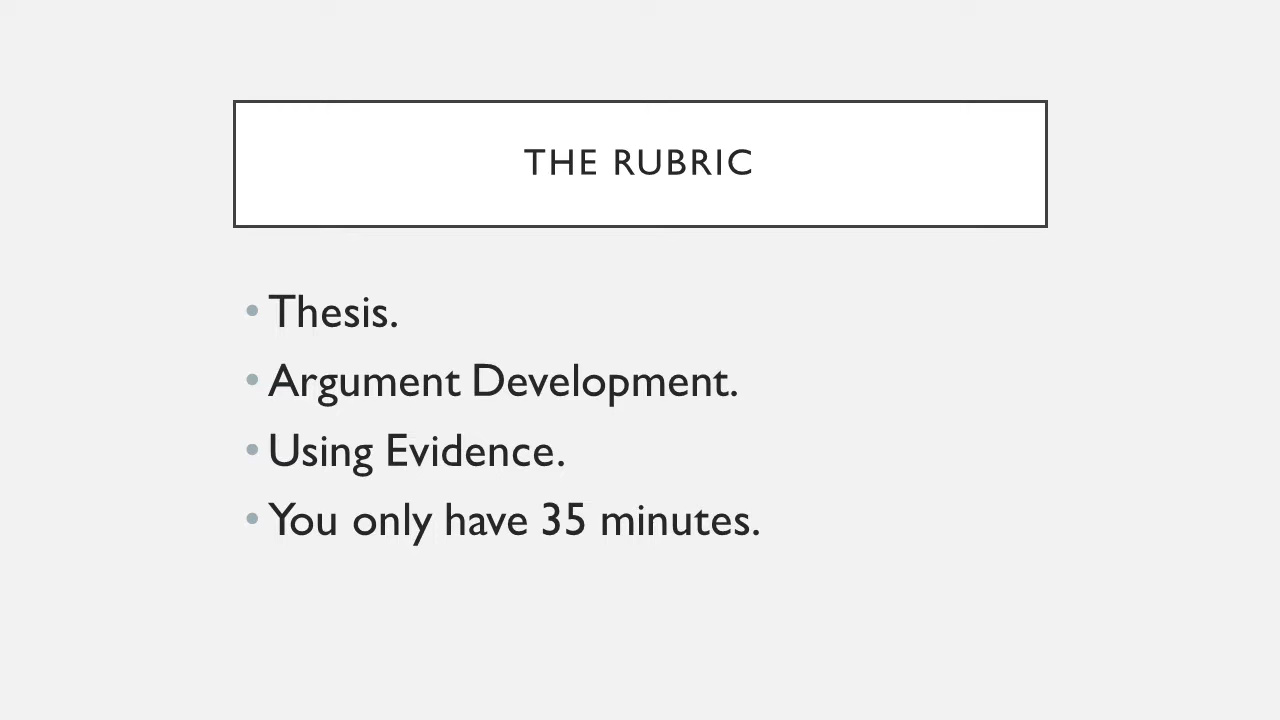 THE RUBRIC
• Thesis.
• Argument Development.
• Using Evidence.
• You only have 35 minutes.